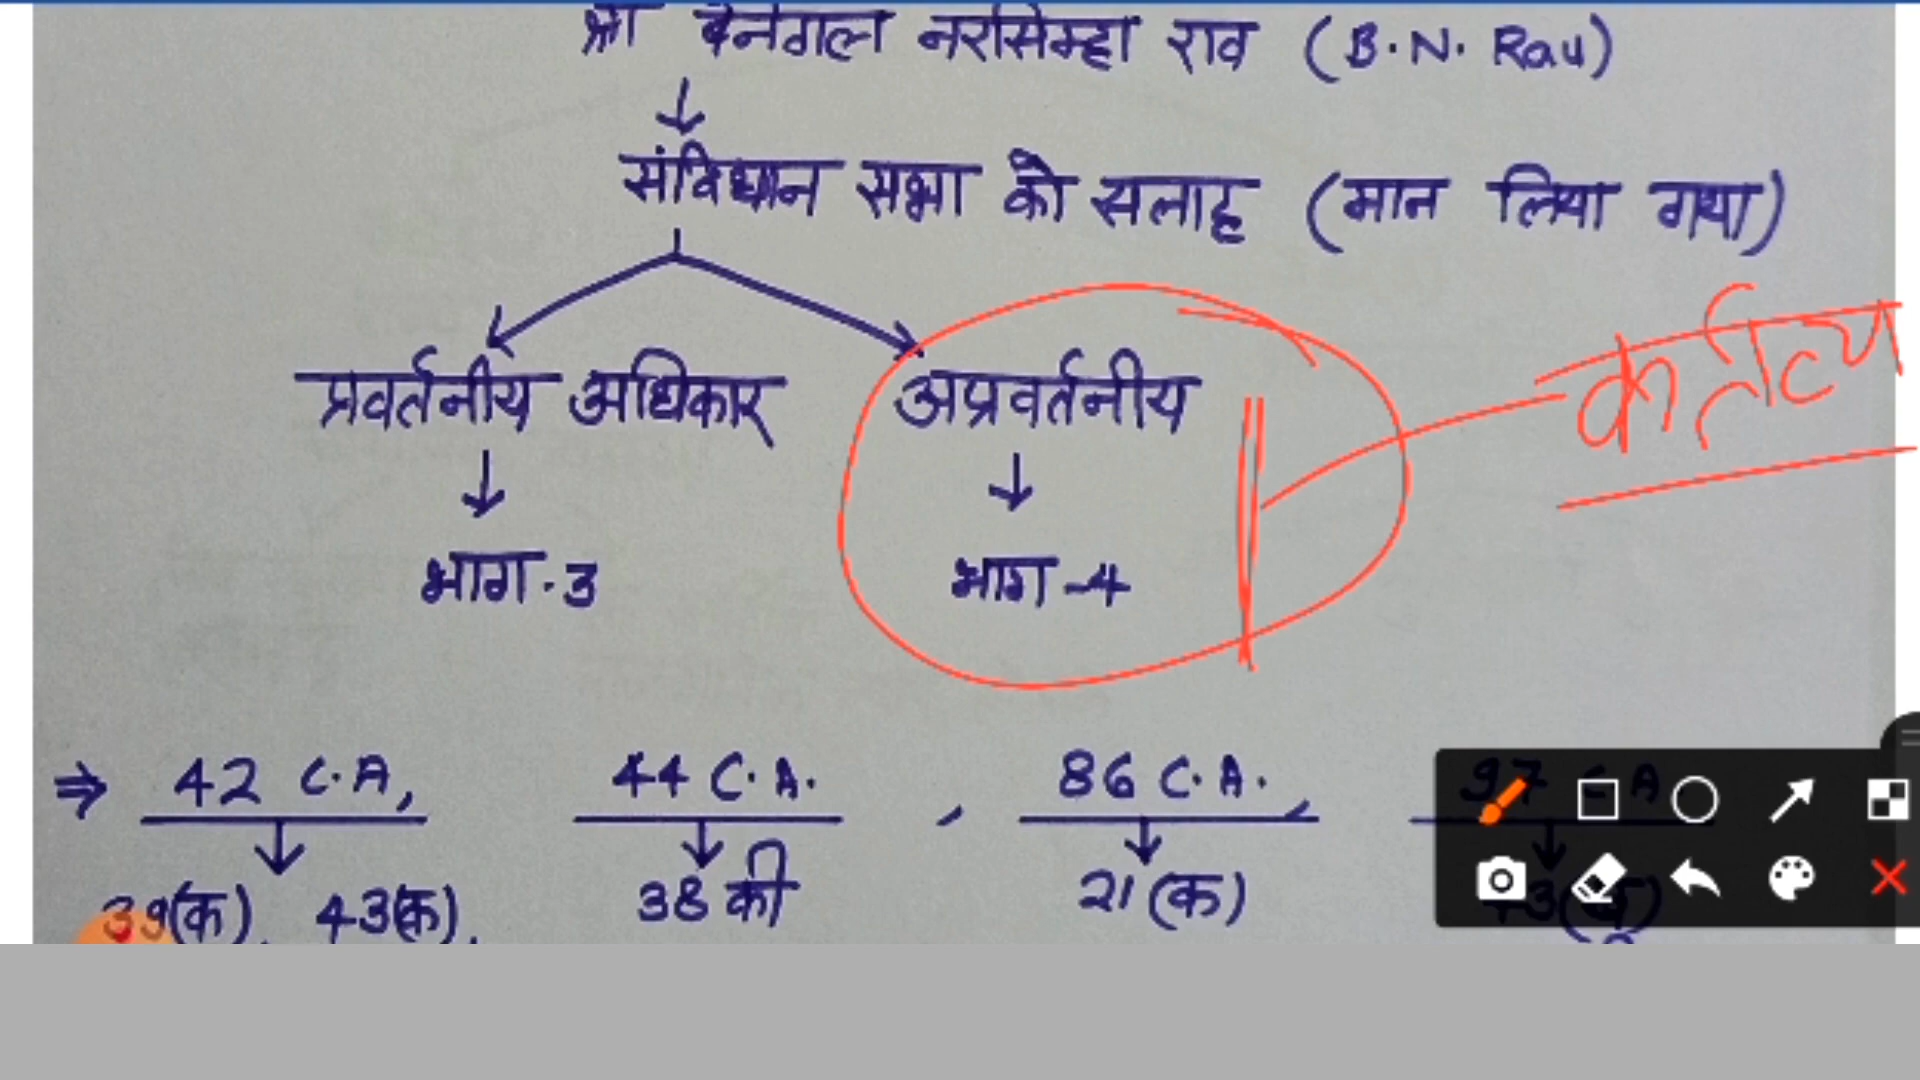 श्री बेनेगल नरसिम्हा राव (B.N. Rau)
संविधान सभा को सलाह (मान लिया गया)
प्रवर्तनीय अधिकार अप्रवर्तनीय
कर्तव्य
भाग-3 भाग-4
42 C.A, 44 C.A. , 86 C.A., 97 C A
39(क), 43(क), 38 की 21(क)